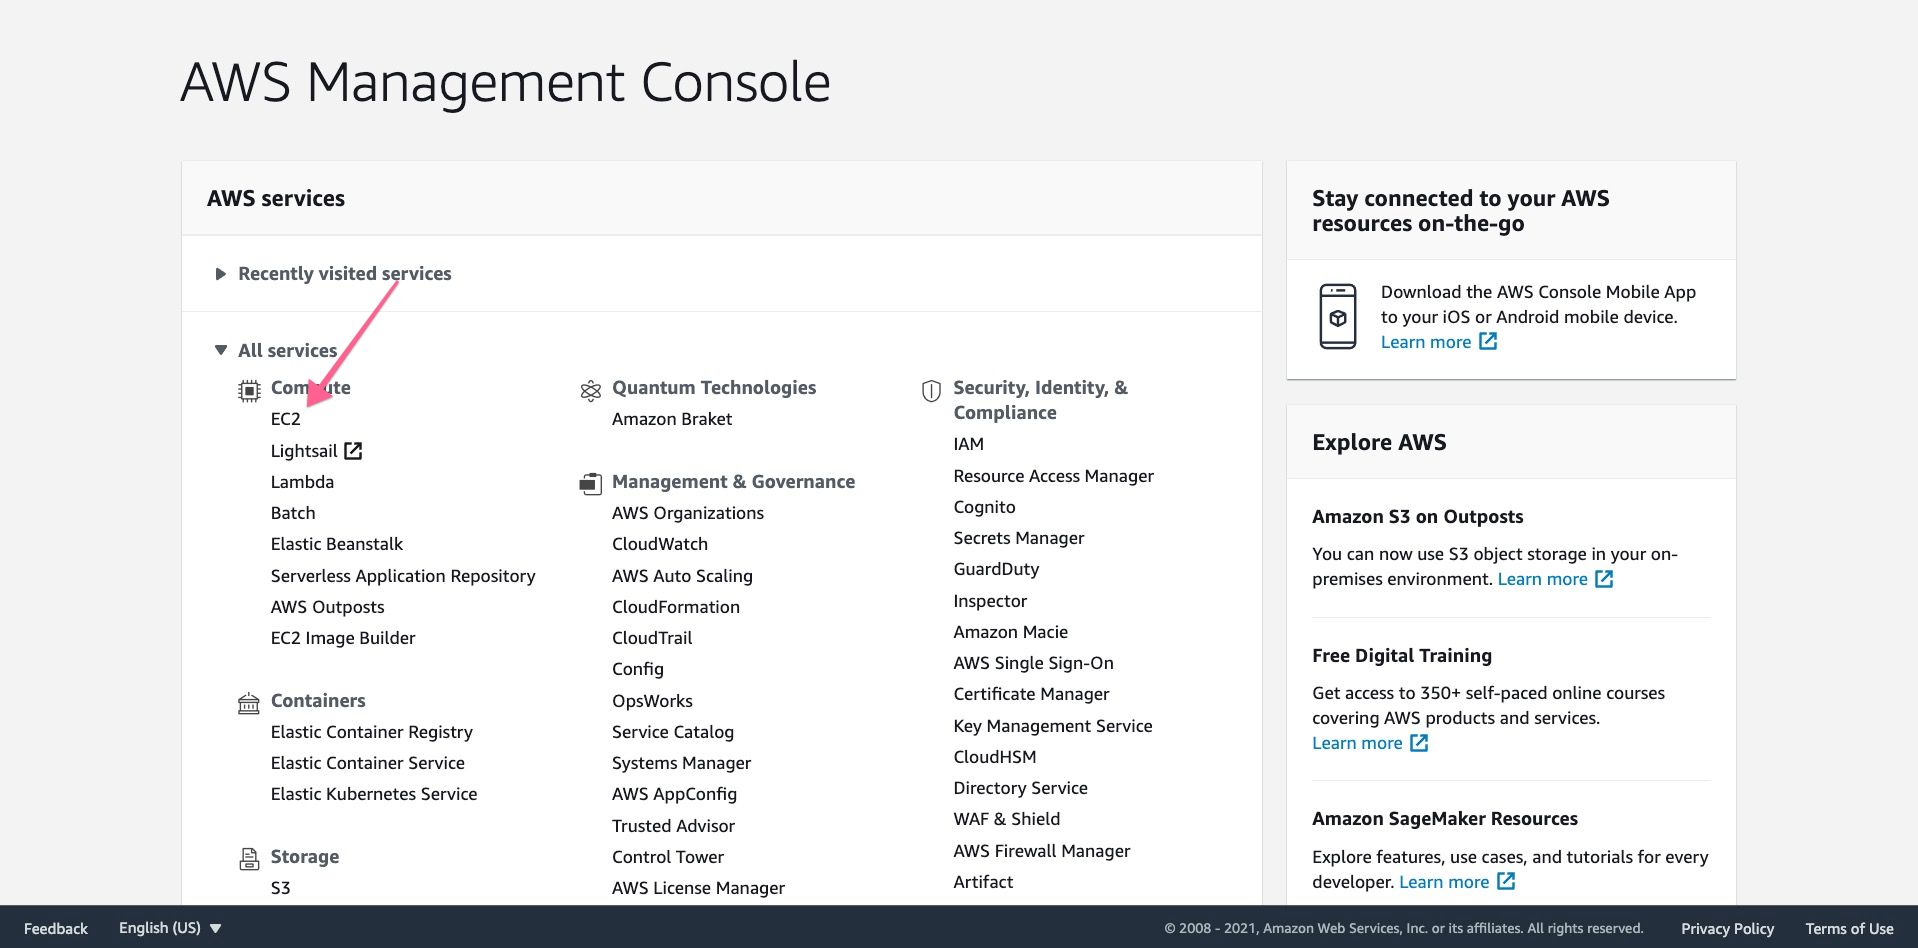 AWS Management Console
AWS services
Recently visited services
All services
Compute
EC2
Lightsail
Lambda
Batch
Elastic Beanstalk
Serverless Application Repository
AWS Outposts
EC2 Image Builder
Containers
Elastic Container Registry
Elastic Container Service
Elastic Kubernetes Service
Storage
S3
Quantum Technologies
Amazon Braket
Management & Governance
AWS Organizations
CloudWatch
AWS Auto Scaling
CloudFormation
CloudTrail
Config
OpsWorks
Service Catalog
Systems Manager
AWS AppConfig
Trusted Advisor
Control Tower
AWS License Manager
Security, Identity, &
Compliance
IAM
Resource Access Manager
Cognito
Secrets Manager
GuardDuty
Inspector
Amazon Macie
AWS Single Sign-On
Certificate Manager
Key Management Service
CloudHSM
Directory Service
WAF & Shield
AWS Firewall Manager
Artifact
Stay connected to your AWS
resources on-the-go
Download the AWS Console Mobile App
to your iOS or Android mobile device.
Learn more
Explore AWS
Amazon S3 on Outposts
You can now use S3 object storage in your on-
premises environment. Learn more
Free Digital Training
Get access to 350+ self-paced online courses
covering AWS products and services.
Learn more
Amazon SageMaker Resources
Explore features, use cases, and tutorials for every
developer. Learn more
Feedback
English (US)
© 2008 - 2021, Amazon Web Services, Inc. or its affiliates. All rights reserved.
Privacy Policy
Terms of Use